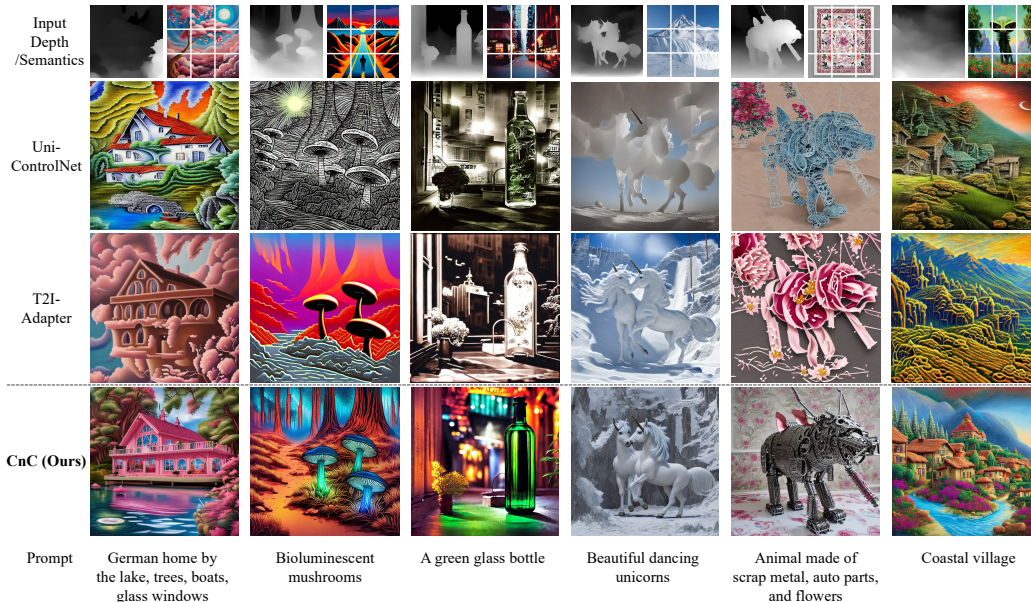 Input
Depth
/Semantics
Uni-
ControlNet
T2I-
Adapter
CnC (Ours)
Prompt
German home by
the lake, trees, boats,
glass windows
Bioluminescent
mushrooms
A green glass bottle
Beautiful dancing
unicorns
Animal made of
scrap metal, auto parts,
and flowers
Coastal village